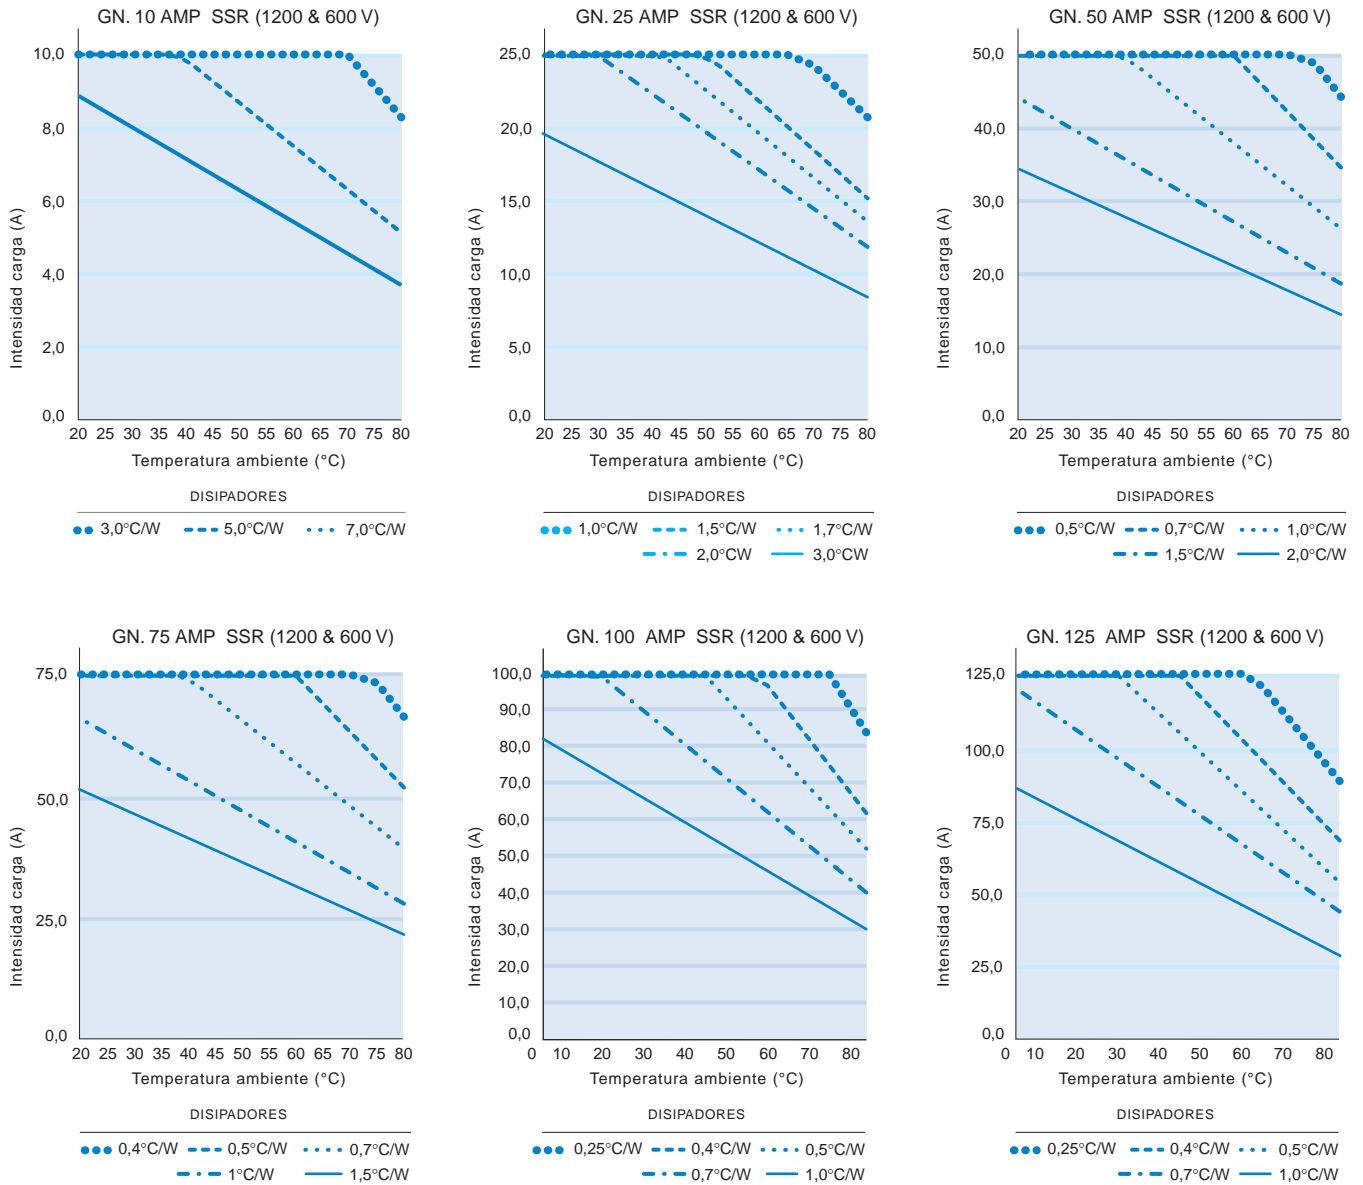 GN. 10 AMP SSR (1200 & 600 V)
Intensidad carga (A)
10,0
8,0
6,0
4,0
2,0
0,0
20 25 30 35 40 45 50 55 60 65 70 75 80
Temperatura ambiente (°C)
DISIPADORES
3,0°C/W 5,0°C/W 7,0°C/W
GN. 25 AMP SSR (1200 & 600 V)
Intensidad carga (A)
25,0
20,0
15,0
10,0
5,0
0,0
20 25 30 35 40 45 50 55 60 65 70 75 80
Temperatura ambiente (°C)
DISIPADORES
1,0°C/W 1,5°C/W 1,7°C/W
2,0°CW 3,0°CW
GN. 50 AMP SSR (1200 & 600 V)
Intensidad carga (A)
50,0
40,0
30,0
20,0
10,0
0,0
20 25 30 35 40 45 50 55 60 65 70 75 80
Temperatura ambiente (°C)
DISIPADORES
0,5°C/W 0,7°C/W 1,0°C/W
1,5°C/W 2,0°C/W
GN. 75 AMP SSR (1200 & 600 V)
Intensidad carga (A)
75,0
50,0
25,0
0,0
20 25 30 35 40 45 50 55 60 65 70 75 80
Temperatura ambiente (°C)
DISIPADORES
0,4°C/W 0,5°C/W 0,7°C/W
1°C/W 1,5°C/W
GN. 100 AMP SSR (1200 & 600 V)
Intensidad carga (A)
100,0
90,0
80,0
70,0
60,0
50,0
40,0
30,0
20,0
10,0
0,0
0 10 20 30 40 50 60 70 80
Temperatura ambiente (°C)
DISIPADORES
0,25°C/W 0,4°C/W 0,5°C/W
0,7°C/W 1,0°C/W
GN. 125 AMP SSR (1200 & 600 V)
Intensidad carga (A)
125,0
100,0
75,0
50,0
25,0
0,0
0 10 20 30 40 50 60 70 80
Temperatura ambiente (°C)
DISIPADORES
0,25°C/W 0,4°C/W 0,5°C/W
0,7°C/W 1,0°C/W